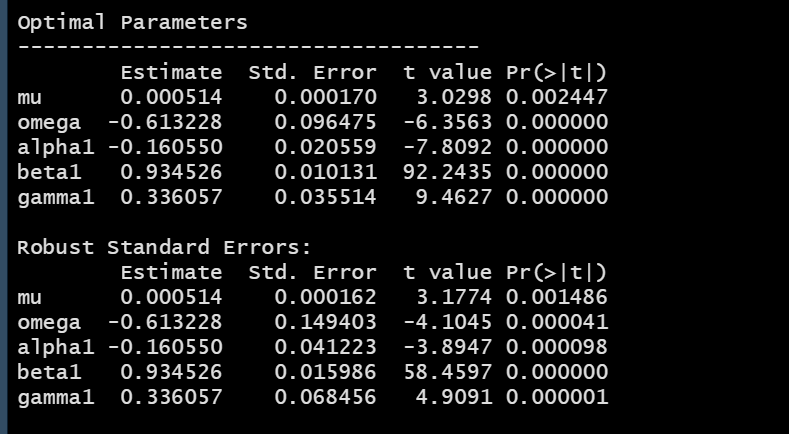 Optimal Parameters
------------------------------------
        Estimate  Std. Error  t value Pr(>|t|)
mu      0.000514    0.000170   3.0298 0.002447
omega  -0.613228    0.096475  -6.3563 0.000000
alpha1 -0.160550    0.020559  -7.8092 0.000000
beta1   0.934526    0.010131  92.2435 0.000000
gamma1  0.336057    0.035514   9.4627 0.000000

Robust Standard Errors:
        Estimate  Std. Error  t value Pr(>|t|)
mu      0.000514    0.000162   3.1774 0.001486
omega  -0.613228    0.149403  -4.1045 0.000041
alpha1 -0.160550    0.041223  -3.8947 0.000098
beta1   0.934526    0.015986  58.4597 0.000000
gamma1  0.336057    0.068456   4.9091 0.000001